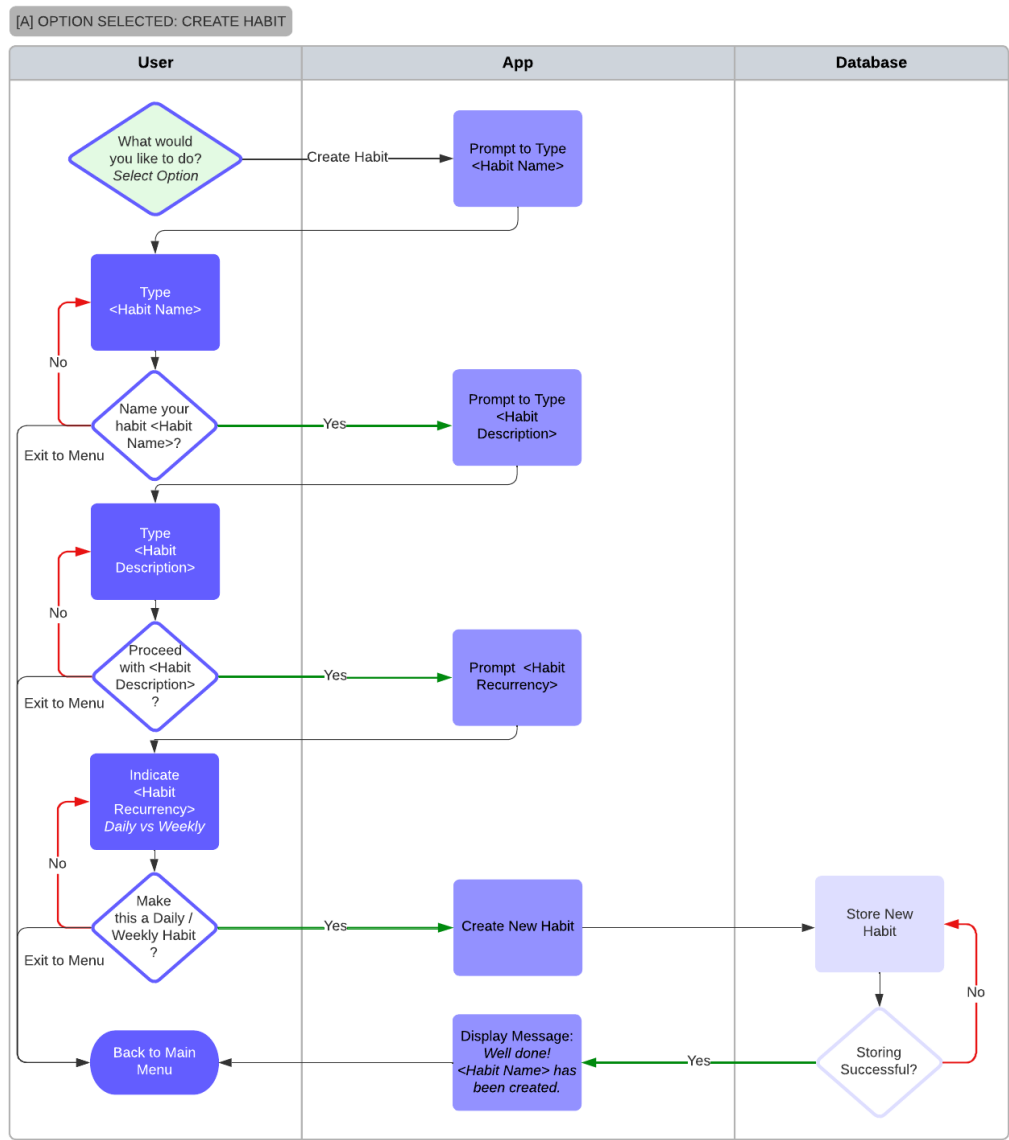 [A] OPTION SELECTED: CREATE HABIT
User
App
Database
What would
you like to do?
Select Option
Create Habit
Prompt to Type
<Habit Name>
Type
<Habit Name>
No
Name your
habit <Habit
Name>?
Yes
Prompt to Type
<Habit
Description>
Exit to Menu
Type
<Habit
Description>
No
Proceed
with <Habit
Description>
?
Yes
Prompt  <Habit
Recurrency>
Exit to Menu
Indicate
<Habit
Recurrency>
Daily vs Weekly
No
Make
this a Daily /
Weekly Habit
?
Yes
Create New Habit
Store New
Habit
Exit to Menu
No
Storing
Successful?
Yes
Display Message:
Well done!
<Habit Name> has
been created.
Back to Main
Menu